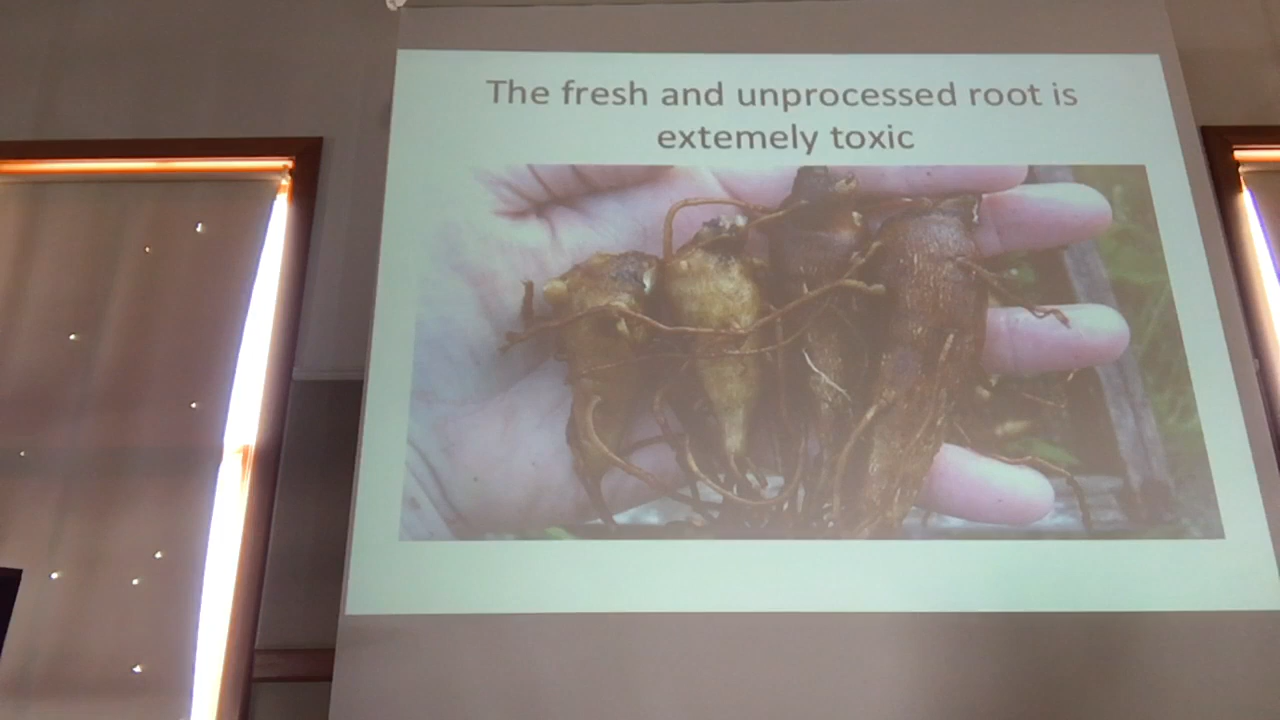 The fresh and unprocessed root is
extemely toxic